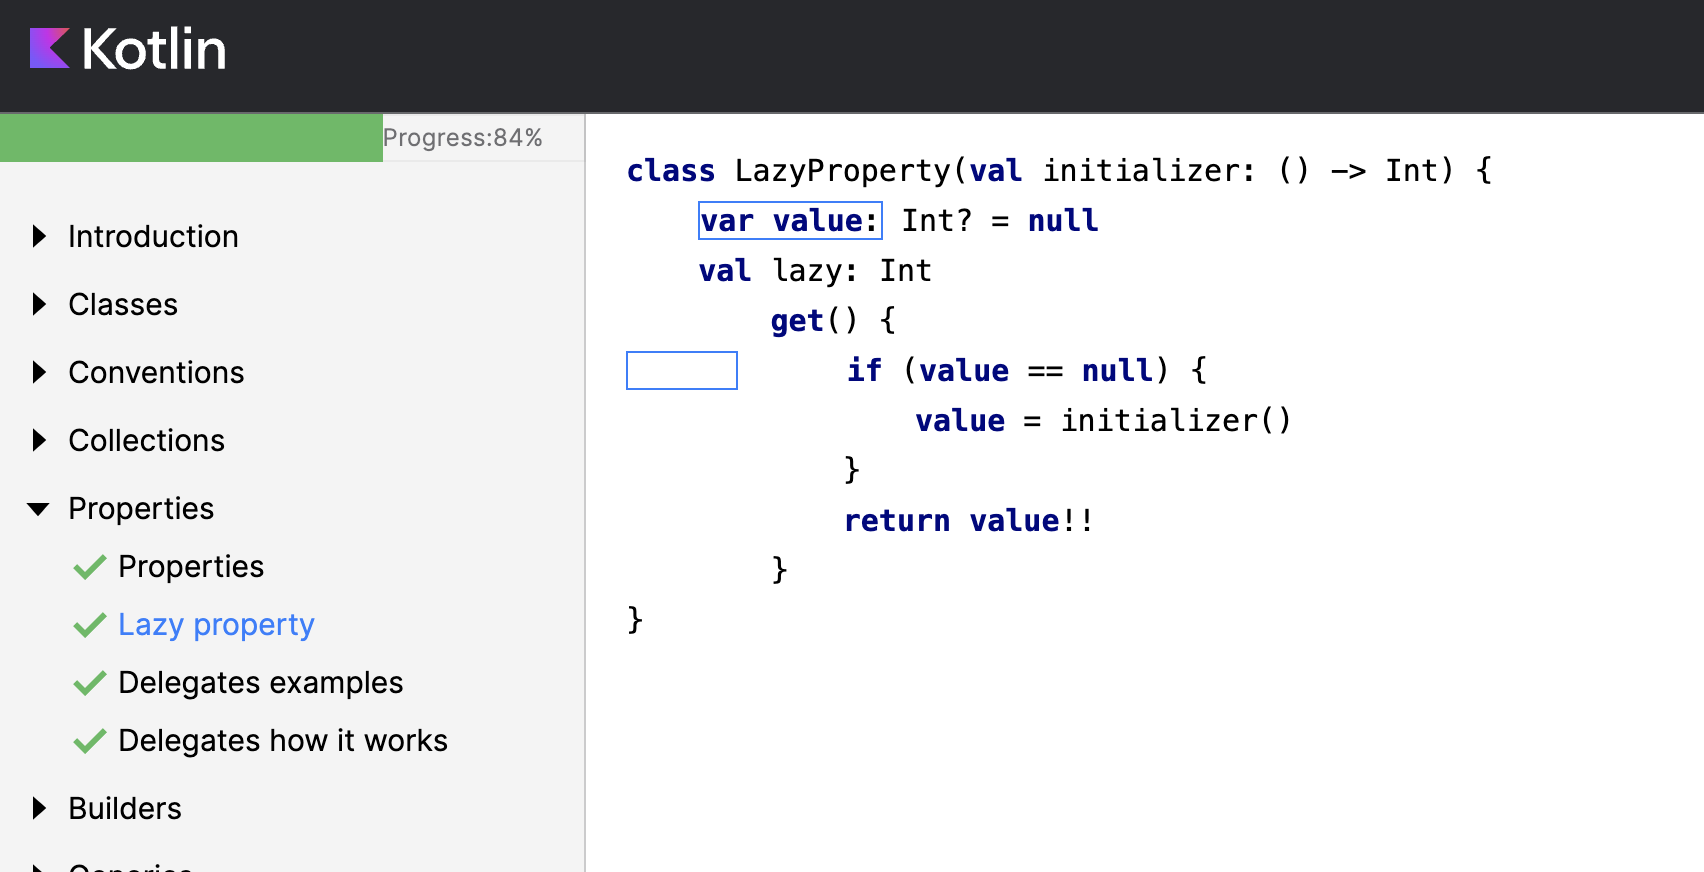 Kotlin
Progress:84%
Introduction
Classes
Conventions
Collections
Properties
Properties
Lazy property
Delegates examples
Delegates how it works
Builders
class LazyProperty(val initializer: () -> Int) {
    var value: Int? = null
    val lazy: Int
        get() {
            if (value == null) {
                value = initializer()
            }
            return value!!
        }
}